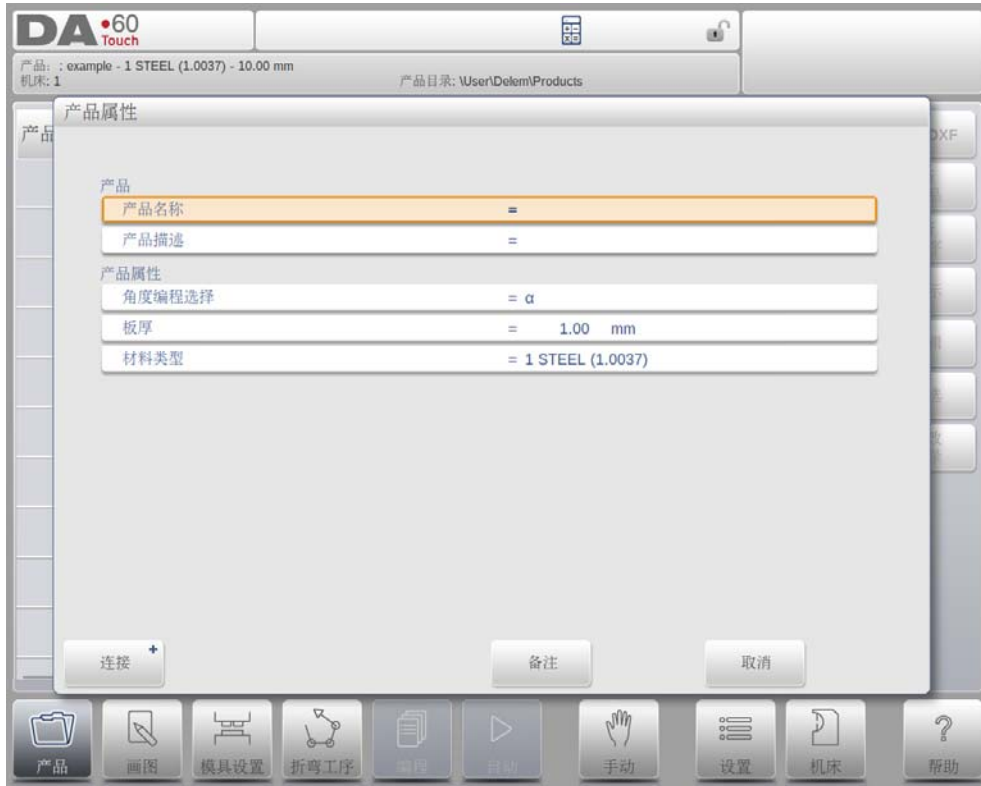 DA•60
Touch
产品: : example - 1 STEEL (1.0037) - 10.00 mm
机床: 1
产品目录: \User\Delem\Products
产品属性
产品
DXF
产品
产品名称 =
产品描述 =
产品属性
角度编程选择 = α
板厚 = 1.00 mm
材料类型 = 1 STEEL (1.0037)
连接 +
备注
取消
产品
画图
模具设置
折弯工序
编程
自动
手动
设置
机床
?
帮助